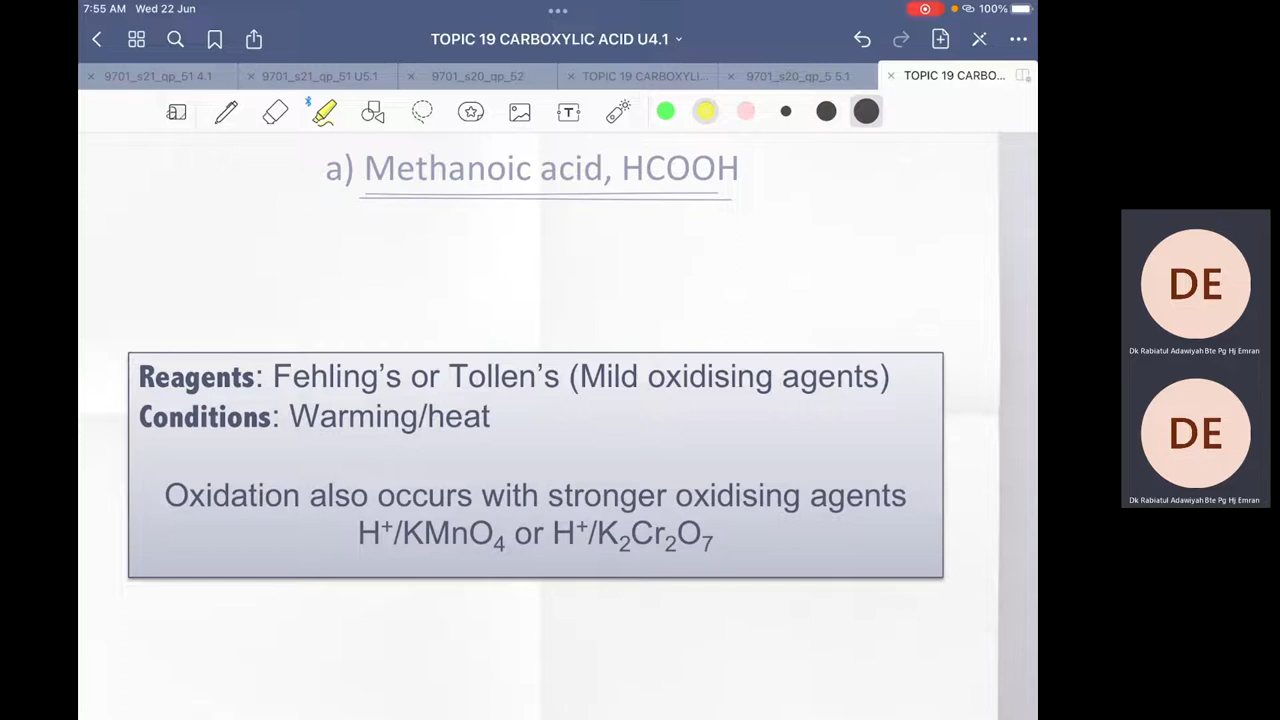 7:55 AM Wed 22 Jun
100%
TOPIC 19 CARBOXYLIC ACID U4.1
9701_s21_qp_51 4.1
9701_s21_qp_51 U5.1
9701_s20_qp_52
TOPIC 19 CARBOXYLI...
9701_s20_qp_5 5.1
TOPIC 19 CARBO...
a) Methanoic acid, HCOOH
Reagents: Fehling's or Tollen's (Mild oxidising agents)
Conditions: Warming/heat
Oxidation also occurs with stronger oxidising agents
H⁺/KMnO₄ or H⁺/K₂Cr₂O₇
DE
Dk Rabiatul Adawiyah Bte Pg Hj Emran
DE
Dk Rabiatul Adawiyah Bte Pg Hj Emran